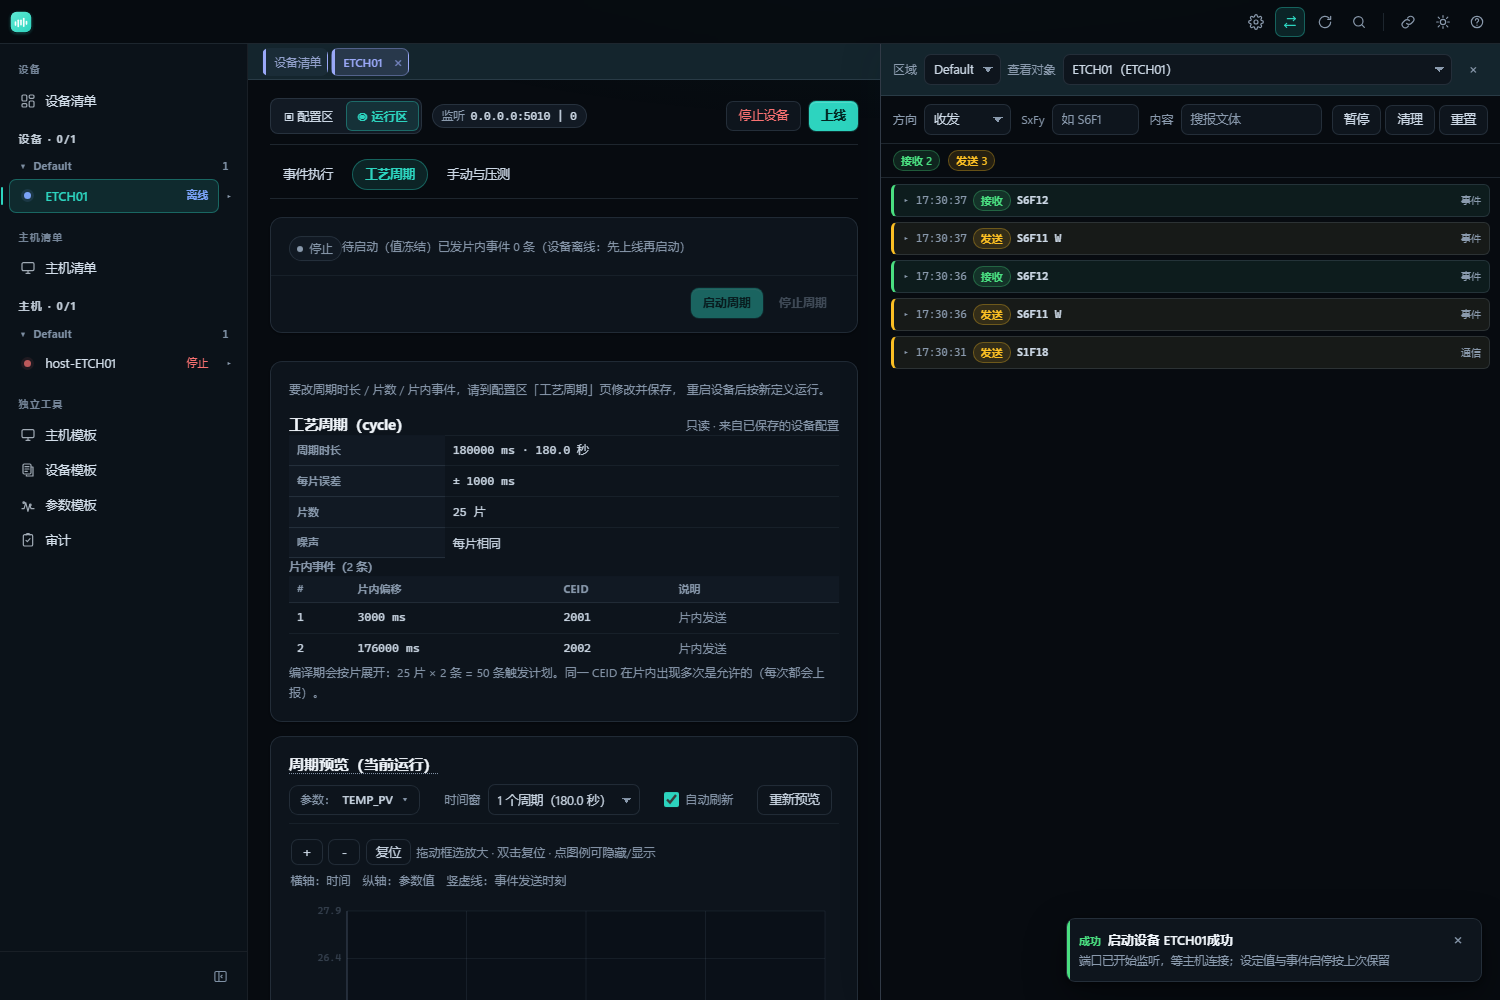 设备
设备清单
设备 · 0/1
Default 1
ETCH01 离线
主机清单
主机清单
主机 · 0/1
Default 1
host-ETCH01 停止
独立工具
主机模板
设备模板
参数模板
审计
设备清单
ETCH01 ×
配置区 运行区 监听 0.0.0.0:5010 | 0 停止设备 上线
事件执行 工艺周期 手动与压测
停止 待启动（值冻结）已发片内事件 0 条（设备离线：先上线再启动）
启动周期 停止周期
要改周期时长 / 片数 / 片内事件，请到配置区「工艺周期」页修改并保存， 重启设备后按新定义运行。
工艺周期（cycle） 只读 · 来自已保存的设备配置
周期时长 180000 ms · 180.0 秒
每片误差 ± 1000 ms
片数 25 片
噪声 每片相同
片内事件（2 条）
# 片内偏移 CEID 说明
1 3000 ms 2001 片内发送
2 176000 ms 2002 片内发送
编译期会按片展开：25 片 × 2 条 = 50 条触发计划。同一 CEID 在片内出现多次是允许的（每次都会上
报）。
周期预览（当前运行）
参数： TEMP_PV 时间窗 1 个周期（180.0 秒） 自动刷新 重新预览
+ - 复位 拖动框选放大 · 双击复位 · 点图例可隐藏/显示
横轴：时间 纵轴：参数值 竖虚线：事件发送时刻
27.9
26.4
区域 Default 查看对象 ETCH01（ETCH01） ×
方向 收发 SxFy 如 S6F1 内容 搜报文体 暂停 清理 重置
接收 2 发送 3
17:30:37 接收 S6F12 事件
17:30:37 发送 S6F11 W 事件
17:30:36 接收 S6F12 事件
17:30:36 发送 S6F11 W 事件
17:30:31 发送 S1F18 通信
成功 启动设备 ETCH01成功 ×
端口已开始监听，等主机连接；设定值与事件启停按上次保留